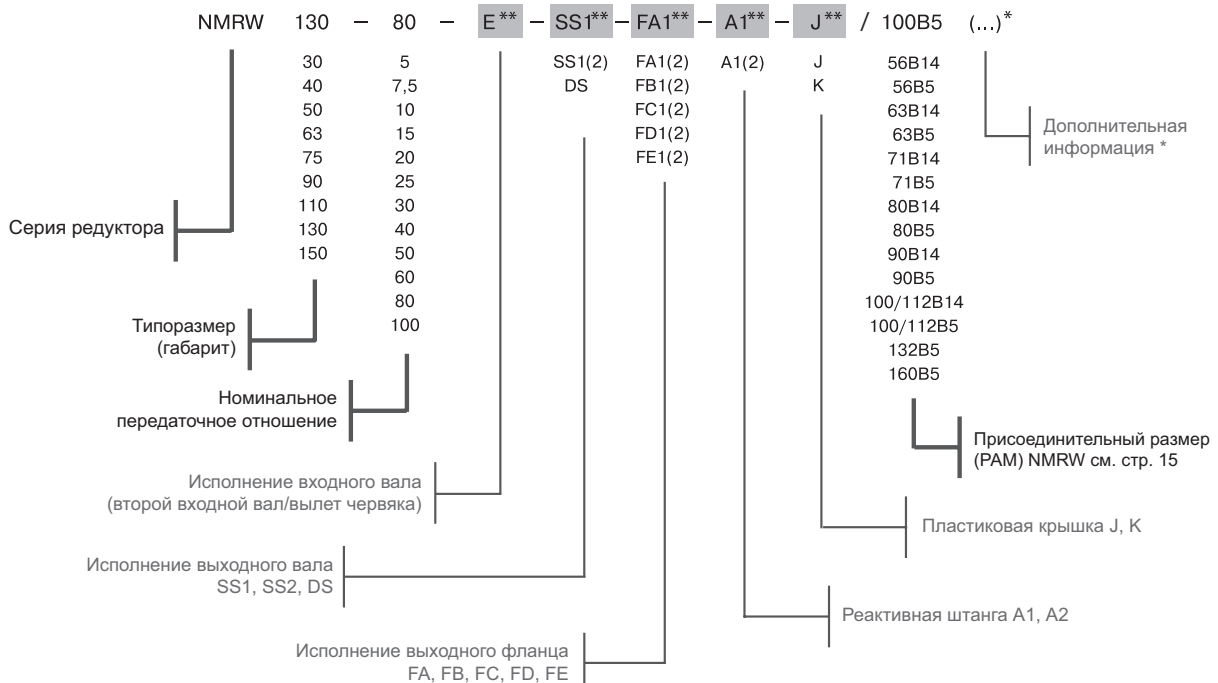 NMRW 130 – 80 – E** – SS1** – FA1** – A1** – J** / 100B5 (...)*
30 5 SS1(2) FA1(2) A1(2) J 56B14
40 7,5 DS FB1(2) K 56B5
50 10 FC1(2) 63B14
63 15 FD1(2) 63B5
75 20 FE1(2) 71B14
90 25 71B5
110 30 80B14
130 40 80B5
150 50 90B14
60 90B5
80 100/112B14
100 100/112B5
132B5
160B5
Дополнительная
информация *
Серия редуктора
Типоразмер
(габарит)
Номинальное
передаточное отношение
Присоединительный размер
(PAM) NMRW см. стр. 15
Исполнение входного вала
(второй входной вал/вылет червяка)
Пластиковая крышка J, K
Исполнение выходного вала
SS1, SS2, DS
Реактивная штанга A1, A2
Исполнение выходного фланца
FA, FB, FC, FD, FE